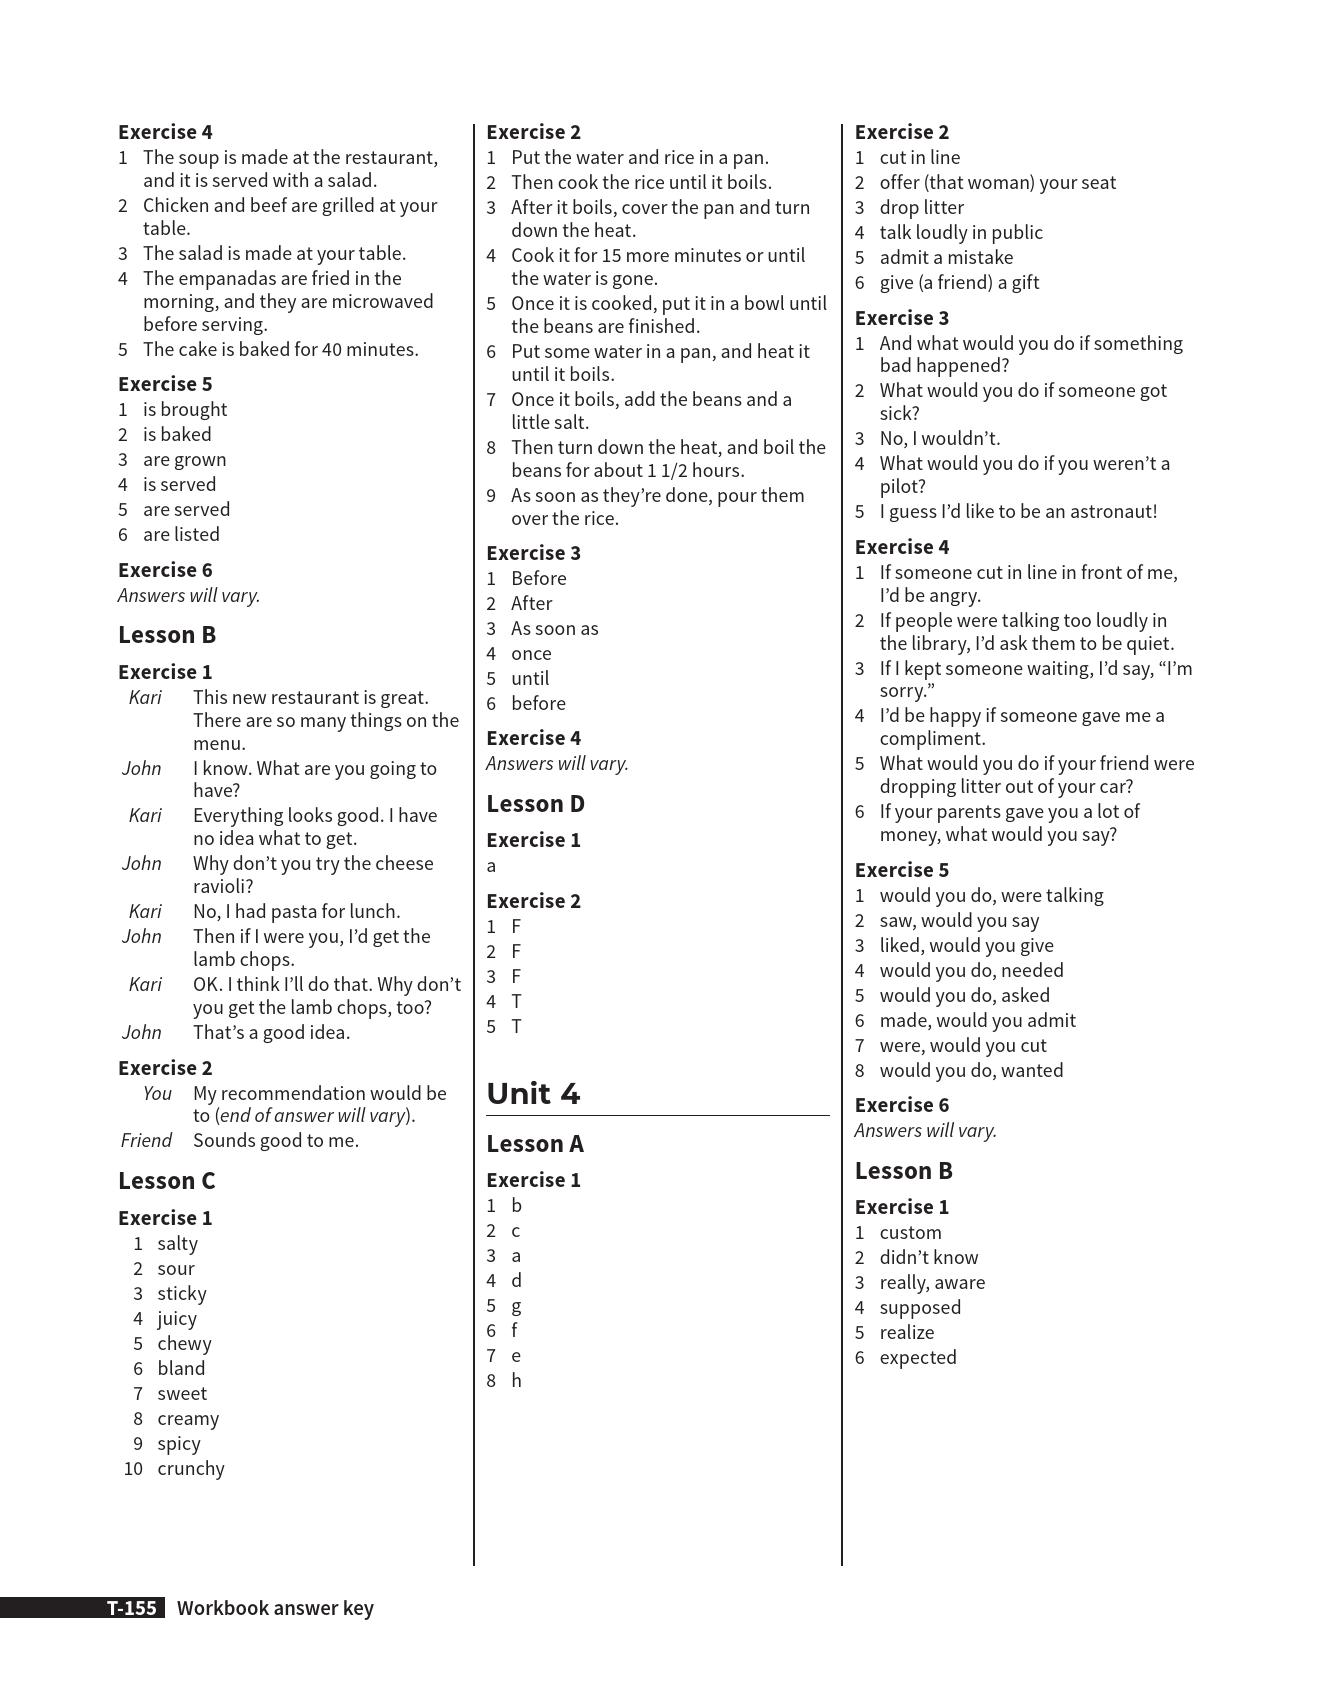 Exercise 4
1 The soup is made at the restaurant,
and it is served with a salad.
2 Chicken and beef are grilled at your
table.
3 The salad is made at your table.
4 The empanadas are fried in the
morning, and they are microwaved
before serving.
5 The cake is baked for 40 minutes.
Exercise 5
1 is brought
2 is baked
3 are grown
4 is served
5 are served
6 are listed
Exercise 6
Answers will vary.
Lesson B
Exercise 1
Kari This new restaurant is great.
There are so many things on the
menu.
John I know. What are you going to
have?
Kari Everything looks good. I have
no idea what to get.
John Why don’t you try the cheese
ravioli?
Kari No, I had pasta for lunch.
John Then if I were you, I’d get the
lamb chops.
Kari OK. I think I’ll do that. Why don’t
you get the lamb chops, too?
John That’s a good idea.
Exercise 2
You My recommendation would be
to (end of answer will vary).
Friend Sounds good to me.
Lesson C
Exercise 1
1 salty
2 sour
3 sticky
4 juicy
5 chewy
6 bland
7 sweet
8 creamy
9 spicy
10 crunchy
Exercise 2
1 Put the water and rice in a pan.
2 Then cook the rice until it boils.
3 After it boils, cover the pan and turn
down the heat.
4 Cook it for 15 more minutes or until
the water is gone.
5 Once it is cooked, put it in a bowl until
the beans are finished.
6 Put some water in a pan, and heat it
until it boils.
7 Once it boils, add the beans and a
little salt.
8 Then turn down the heat, and boil the
beans for about 1 1/2 hours.
9 As soon as they’re done, pour them
over the rice.
Exercise 3
1 Before
2 After
3 As soon as
4 once
5 until
6 before
Exercise 4
Answers will vary.
Lesson D
Exercise 1
a
Exercise 2
1 F
2 F
3 F
4 T
5 T
Unit 4
Lesson A
Exercise 1
1 b
2 c
3 a
4 d
5 g
6 f
7 e
8 h
Exercise 2
1 cut in line
2 offer (that woman) your seat
3 drop litter
4 talk loudly in public
5 admit a mistake
6 give (a friend) a gift
Exercise 3
1 And what would you do if something
bad happened?
2 What would you do if someone got
sick?
3 No, I wouldn’t.
4 What would you do if you weren’t a
pilot?
5 I guess I’d like to be an astronaut!
Exercise 4
1 If someone cut in line in front of me,
I’d be angry.
2 If people were talking too loudly in
the library, I’d ask them to be quiet.
3 If I kept someone waiting, I’d say, “I’m
sorry.”
4 I’d be happy if someone gave me a
compliment.
5 What would you do if your friend were
dropping litter out of your car?
6 If your parents gave you a lot of
money, what would you say?
Exercise 5
1 would you do, were talking
2 saw, would you say
3 liked, would you give
4 would you do, needed
5 would you do, asked
6 made, would you admit
7 were, would you cut
8 would you do, wanted
Exercise 6
Answers will vary.
Lesson B
Exercise 1
1 custom
2 didn’t know
3 really, aware
4 supposed
5 realize
6 expected
T-155 Workbook answer key